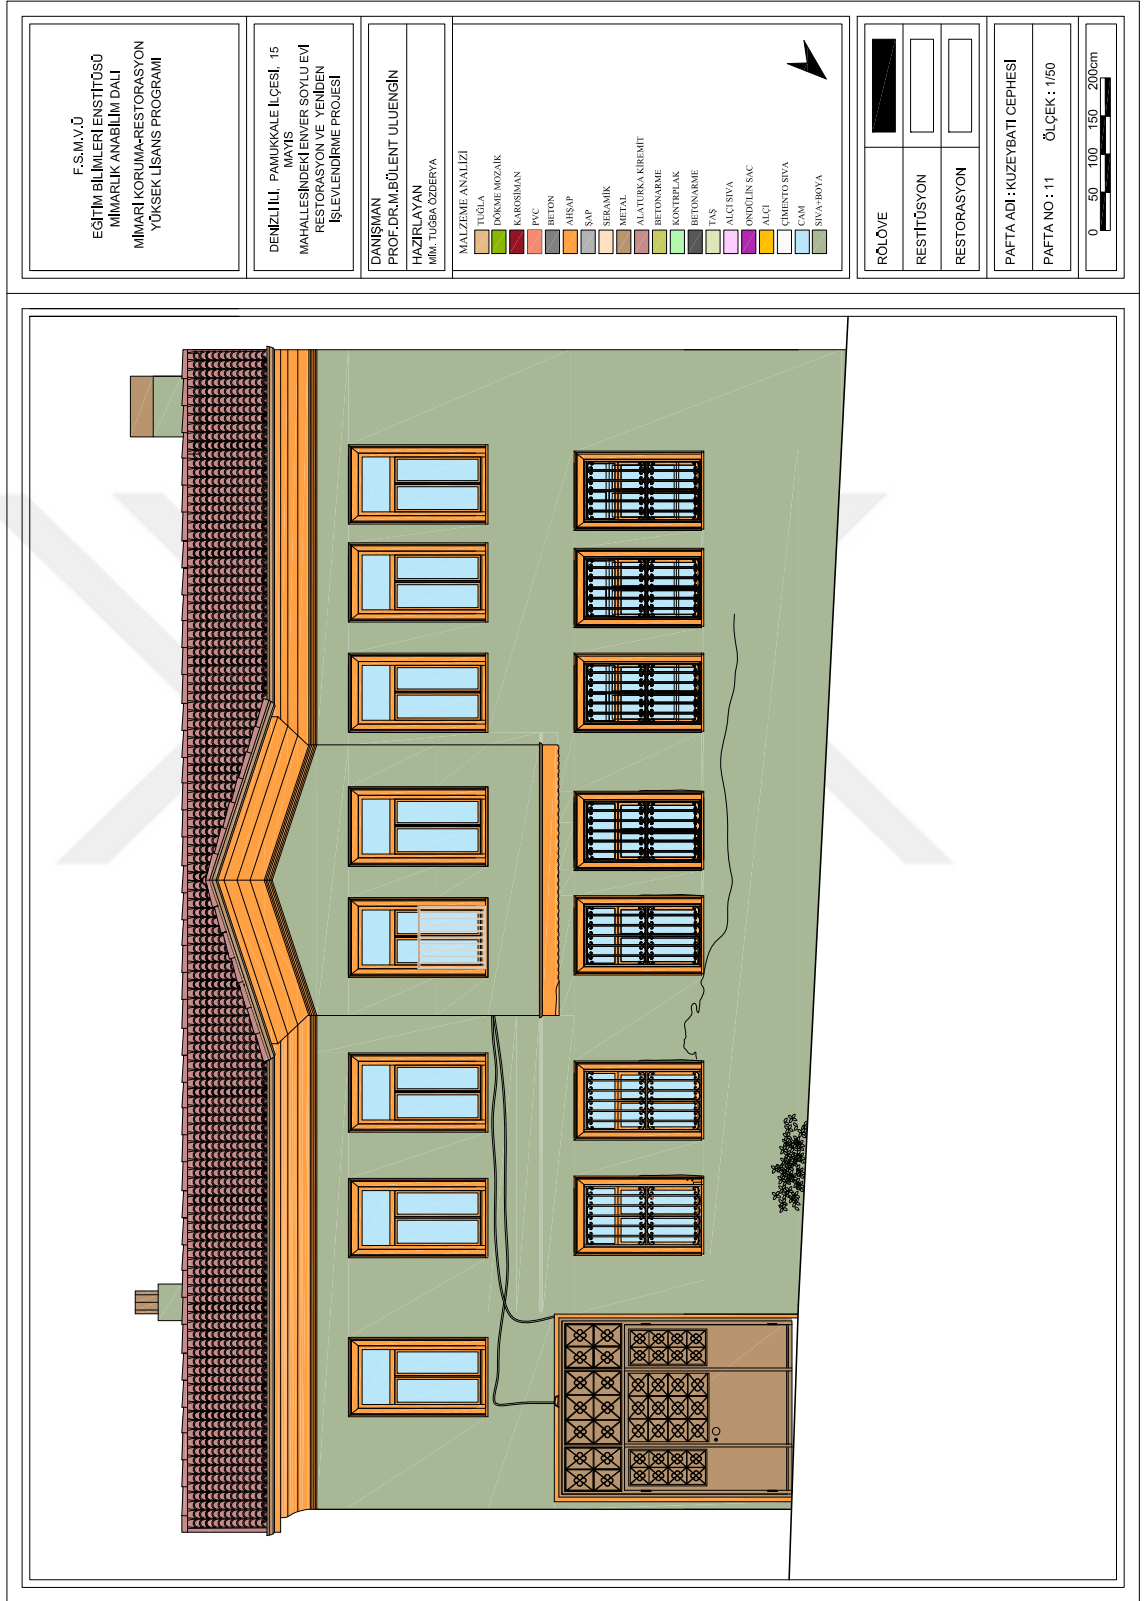 F.S.M.V.Ü
EĞİTİM BİLİMLERİ ENSTİTÜSÜ
MİMARLIK ANABİLİM DALI
MİMARİ KORUMA-RESTORASYON
YÜKSEK LİSANS PROGRAMI
DENİZLİ İLİ, PAMUKKALE İLÇESİ, 15
MAYIS
MAHALLESİNDEKİ ENVER SOYLU EVİ
RESTORASYON VE YENİDEN
İŞLEVLENDİRME PROJESİ
DANIŞMAN
PROF.DR.M.BÜLENT ULUENGİN
HAZIRLAYAN
MİM. TUĞBA ÖZDERYA
MALZEME ANALİZİ
TUĞLA
DÖKME MOZAİK
KAROSİMAN
PVC
BETON
AHŞAP
ŞAP
SERAMİK
METAL
ALATURKA KİREMİT
BETONARME
KONTRPLAK
BETONARME
TAŞ
ALÇI SIVA
ONDÜLİN SAC
ALÇI
ÇİMENTO SIVA
CAM
SIVA+BOYA
RÖLÖVE
RESTİTÜSYON
RESTORASYON
PAFTA ADI : KUZEYBATI CEPHESİ
PAFTA NO : 11 ÖLÇEK : 1/50
0 50 100 150 200cm